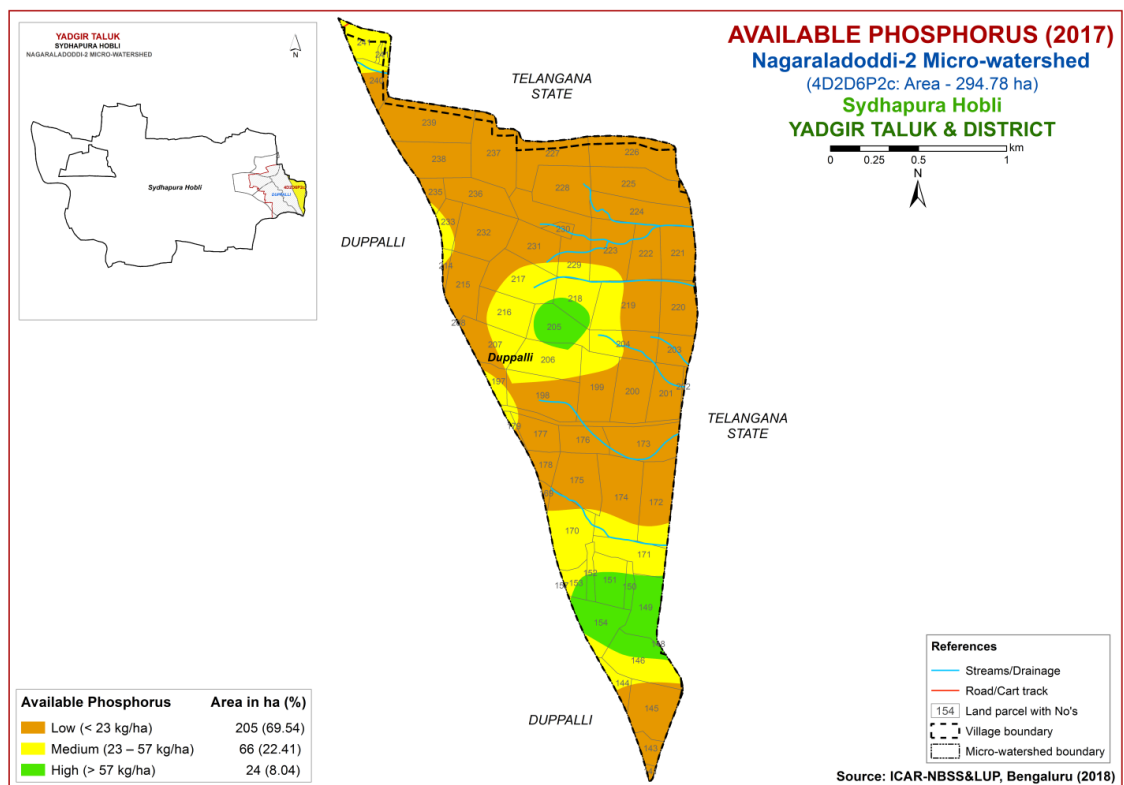 YADGIR TALUK
SYDHAPURA HOBLI
NAGARALADODDI-2 MICRO-WATERSHED
N
Sydhapura Hobli
4D2D6P2c
DUPPALLI
AVAILABLE PHOSPHORUS (2017)
Nagaraladoddi-2 Micro-watershed
(4D2D6P2c: Area - 294.78 ha)
Sydhapura Hobli
YADGIR TALUK & DISTRICT
0 0.25 0.5 1 km
N
TELANGANA
STATE
241
239
237
227
226
238
228
225
235
236
224
233
232
230
231
223
222
221
DUPPALLI
229
215
217
218
219
220
216
205
207
204
203
Duppalli
206
197
199
200
201
198
TELANGANA
STATE
177
176
173
178
175
174
172
170
171
152
151
150
153
149
154
146
144
145
DUPPALLI
143
Available Phosphorus Area in ha (%)
Low (< 23 kg/ha) 205 (69.54)
Medium (23 – 57 kg/ha) 66 (22.41)
High (> 57 kg/ha) 24 (8.04)
References
Streams/Drainage
Road/Cart track
154 Land parcel with No's
Village boundary
Micro-watershed boundary
Source: ICAR-NBSS&LUP, Bengaluru (2018)